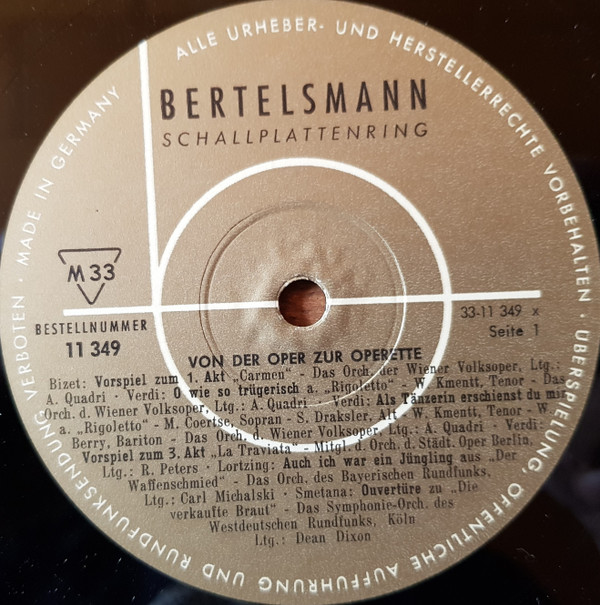 ALLE URHEBER- UND HERSTELLERRECHTE VORBEHALTEN · ÜBERSPIELUNG, ÖFFENTLICHE AUFFÜHRUNG UND RUNDFUNKSENDUNG VERBOTEN · MADE IN GERMANY
BERTELSMANN
SCHALLPLATTENRING
M 33
BESTELLNUMMER
11 349
33-11 349 x
Seite 1
VON DER OPER ZUR OPERETTE
Bizet: Vorspiel zum 1. Akt „Carmen" - Das Orch. der Wiener Volksoper, Ltg.:
A. Quadri - Verdi: O wie so trügerisch a. „Rigoletto" - W. Kmentt, Tenor - Das
Orch. d. Wiener Volksoper, Ltg.: A. Quadri - Verdi: Als Tänzerin erschienst du mir
a. „Rigoletto" - M. Coertse, Sopran - S. Draksler, Alt - W. Kmentt, Tenor - W.
Berry, Bariton - Das Orch. d. Wiener Volksoper, Ltg.: A. Quadri - Verdi:
Vorspiel zum 3. Akt „La Traviata" - Mitgl. d. Orch. d. Städt. Oper Berlin,
Ltg.: R. Peters - Lortzing: Auch ich war ein Jüngling aus „Der
Waffenschmied" - Das Orch. des Bayerischen Rundfunks,
Ltg.: Carl Michalski - Smetana: Ouvertüre zu „Die
verkaufte Braut" - Das Symphonie-Orch. des
Westdeutschen Rundfunks, Köln
Ltg.: Dean Dixon